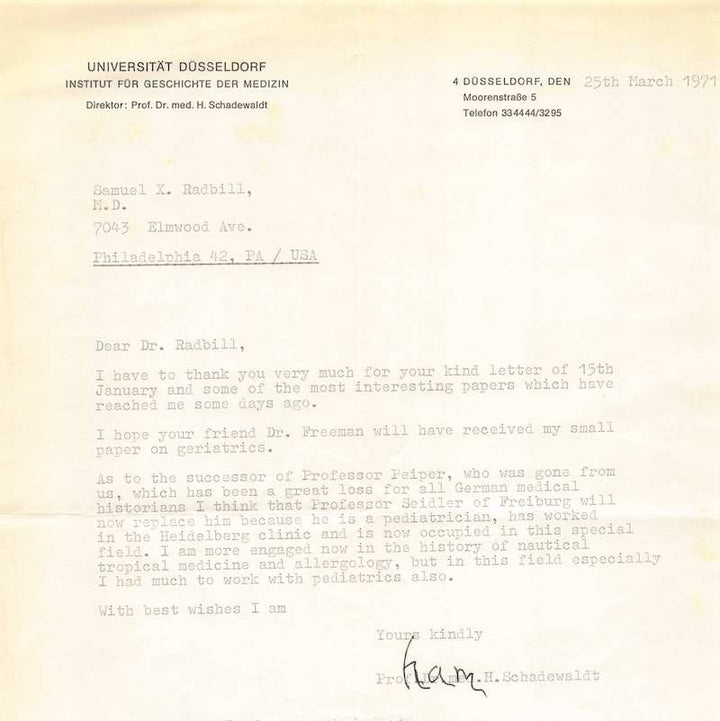 UNIVERSITÄT DÜSSELDORF
INSTITUT FÜR GESCHICHTE DER MEDIZIN
Direktor: Prof. Dr. med. H. Schadewaldt
4 DÜSSELDORF, DEN 25th March 1971
Moorenstraße 5
Telefon 334444/3295
Samuel X. Radbill,
M.D.
7043 Elmwood Ave.
Philadelphia 42, PA / USA
Dear Dr. Radbill,
I have to thank you very much for your kind letter of 15th
January and some of the most interesting papers which have
reached me some days ago.
I hope your friend Dr. Freeman will have received my small
paper on geriatrics.
As to the successor of Professor Peiper, who was gone from
us, which has been a great loss for all German medical
historians I think that Professor Seidler of Freiburg will
now replace him because he is a pediatrician, has worked
in the Heidelberg clinic and is now occupied in this special
field. I am more engaged now in the history of nautical
tropical medicine and allergology, but in this field especially
I had much to work with pediatrics also.
With best wishes I am
Yours kindly
Prof.Dr.med.H.Schadewaldt